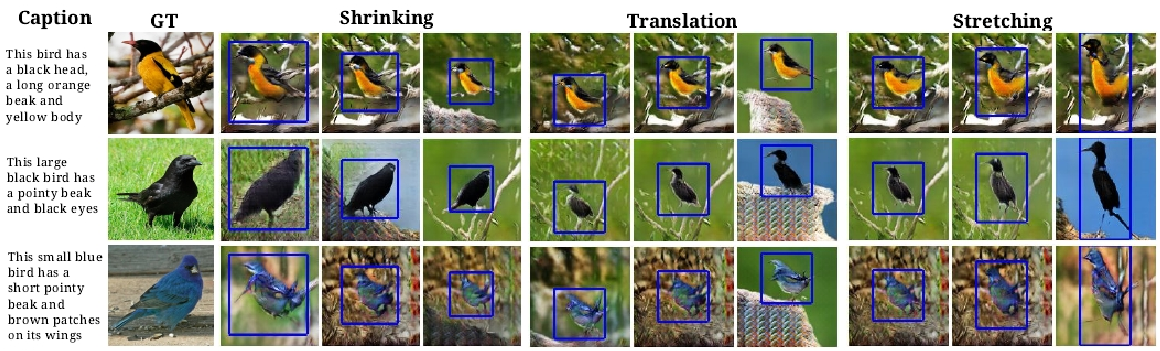 Caption GT Shrinking Translation Stretching
This bird has
a black head,
a long orange
beak and
yellow body
This large
black bird has
a pointy beak
and black eyes
This small blue
bird has a
short pointy
beak and
brown patches
on its wings